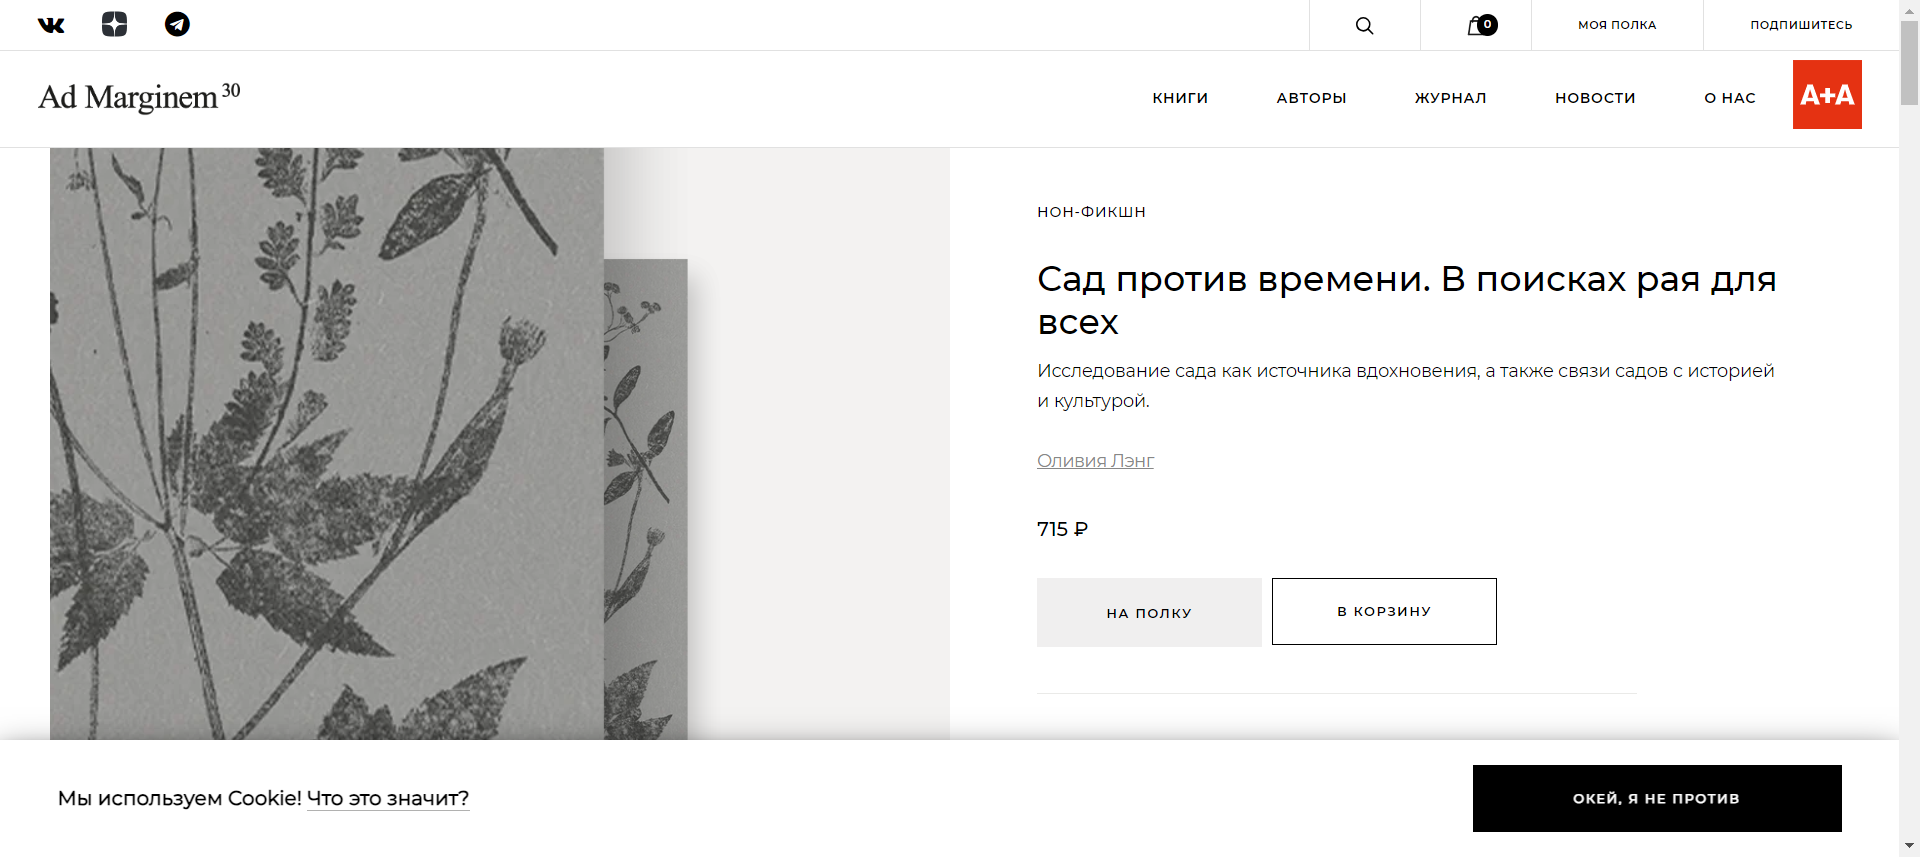 0
МОЯ ПОЛКА
ПОДПИШИТЕСЬ
Ad Marginem 30
КНИГИ
АВТОРЫ
ЖУРНАЛ
НОВОСТИ
О НАС
A+A
НОН-ФИКШН
Сад против времени. В поисках рая для
всех
Исследование сада как источника вдохновения, а также связи садов с историей
и культурой.
Оливия Лэнг
715 ₽
НА ПОЛКУ
В КОРЗИНУ
Мы используем Cookie! Что это значит?
ОКЕЙ, Я НЕ ПРОТИВ